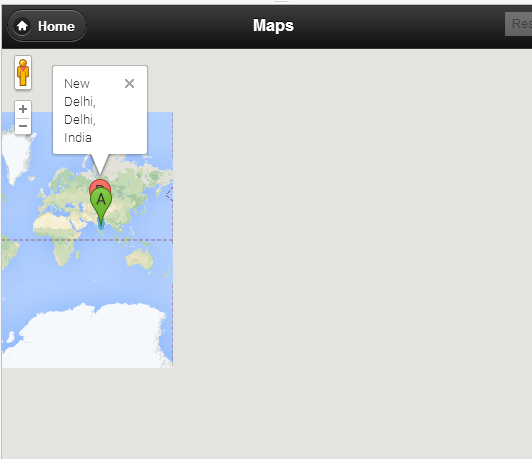 Home
Maps
Res
New
Delhi,
Delhi,
India
A